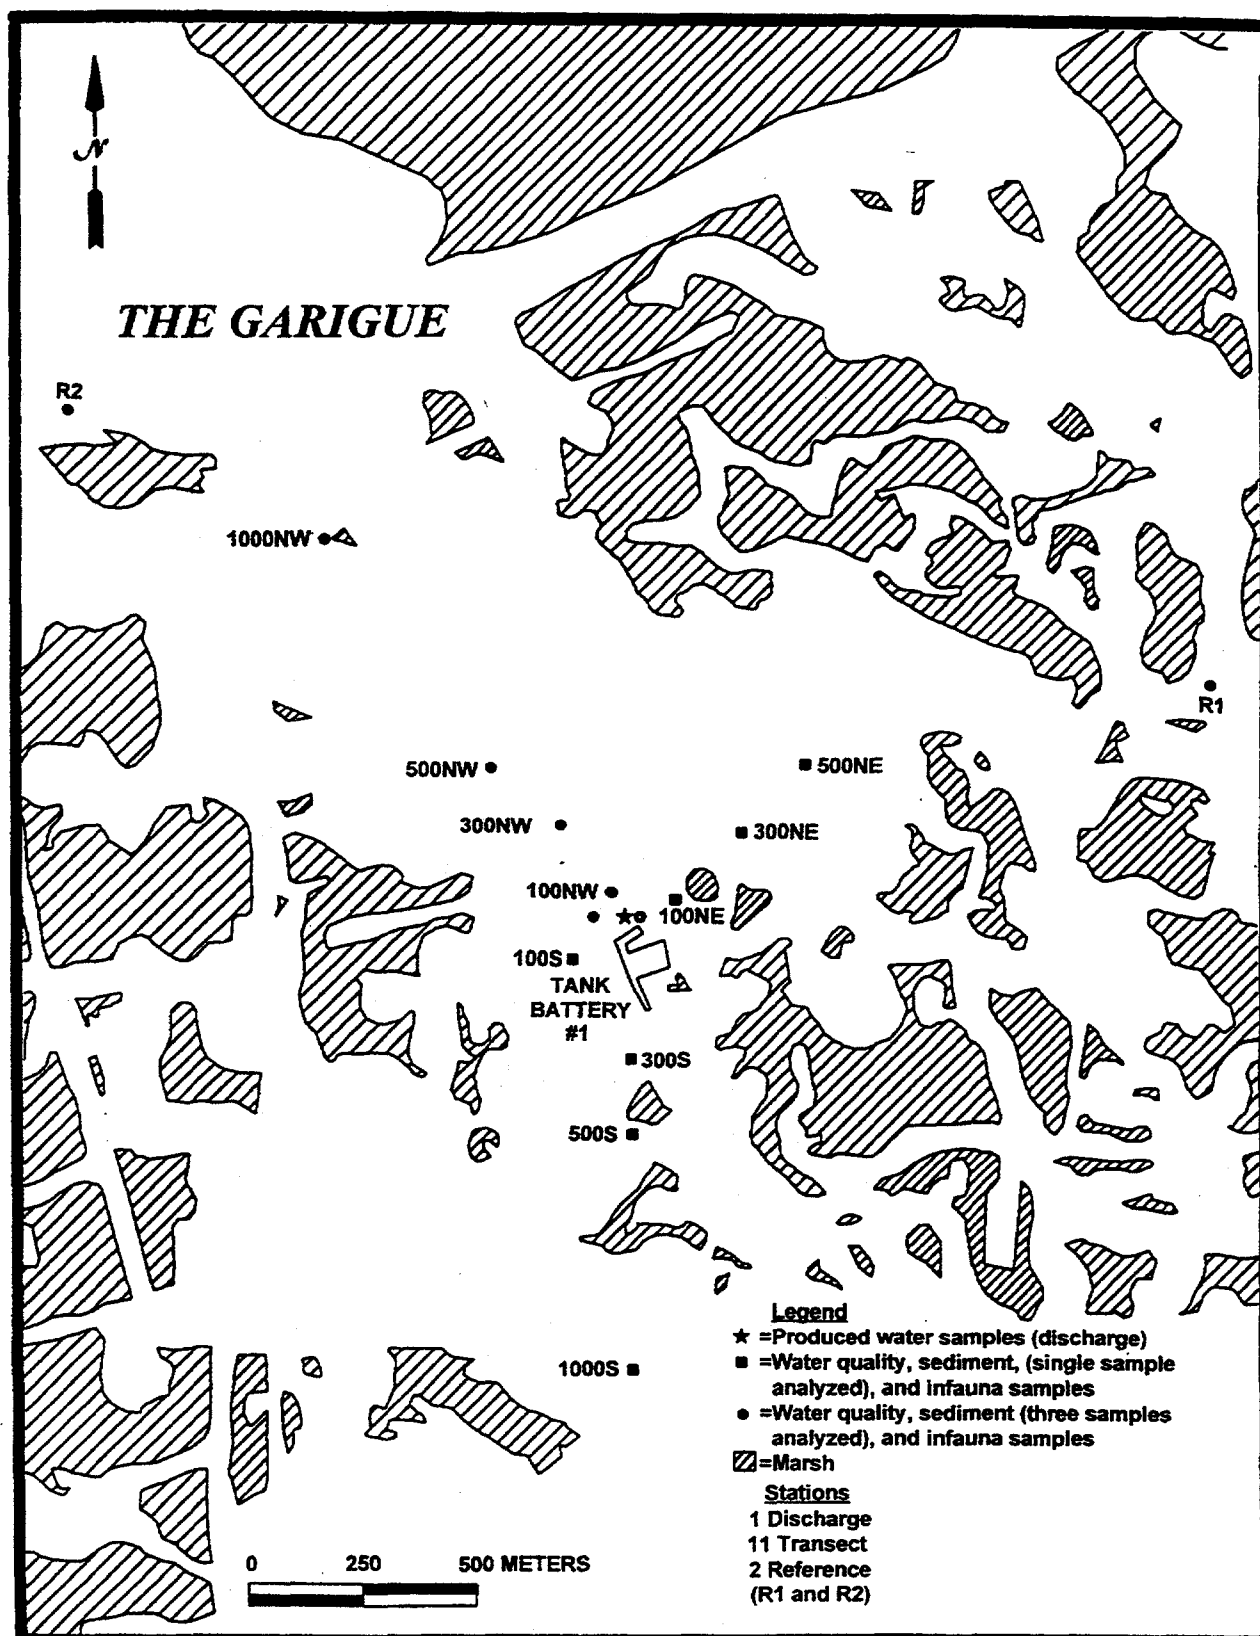 N
THE GARIGUE
R2
1000NW
R1
500NW
500NE
300NW
300NE
100NW
100NE
100S
TANK
BATTERY
#1
300S
500S
1000S
Legend
★ =Produced water samples (discharge)
■ =Water quality, sediment, (single sample
analyzed), and infauna samples
● =Water quality, sediment (three samples
analyzed), and infauna samples
=Marsh
Stations
1 Discharge
11 Transect
2 Reference
(R1 and R2)
0 250 500 METERS